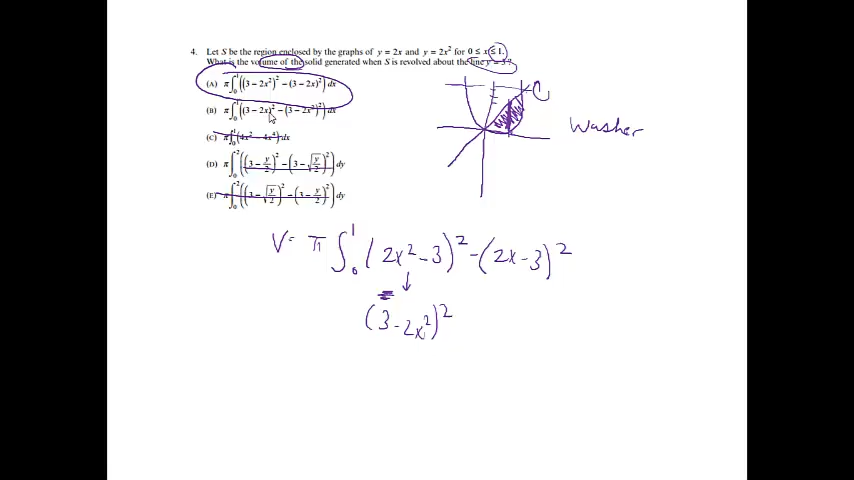 4. Let S be the region enclosed by the graphs of y = 2x and y = 2x² for 0 ≤ x ≤ 1.
What is the volume of the solid generated when S is revolved about the line y = 3?
(A) π∫₀¹((3 − 2x²)² − (3 − 2x)²) dx
(B) π∫₀¹((3 − 2x)² − (3 − 2x²)²) dx
(C) π∫₀¹(4x² − 4x⁴) dx
(D) π∫₀²((3 − y/2)² − (3 − √(y/2))²) dy
(E) π∫₀²((3 − √(y/2))² − (3 − y/2)²) dy
Washer
V = π ∫₀¹ (2x² − 3)² − (2x − 3)²
(3 − 2x²)²